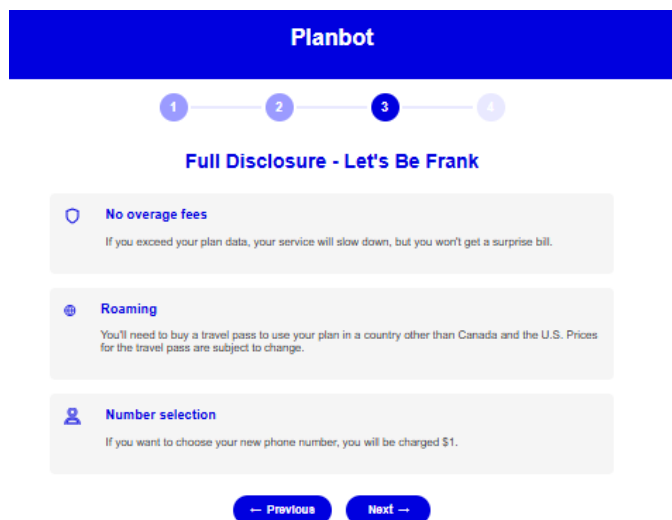 Planbot
1 2 3 4
Full Disclosure - Let's Be Frank
No overage fees
If you exceed your plan data, your service will slow down, but you won't get a surprise bill.
Roaming
You'll need to buy a travel pass to use your plan in a country other than Canada and the U.S. Prices
for the travel pass are subject to change.
Number selection
If you want to choose your new phone number, you will be charged $1.
← Previous Next →